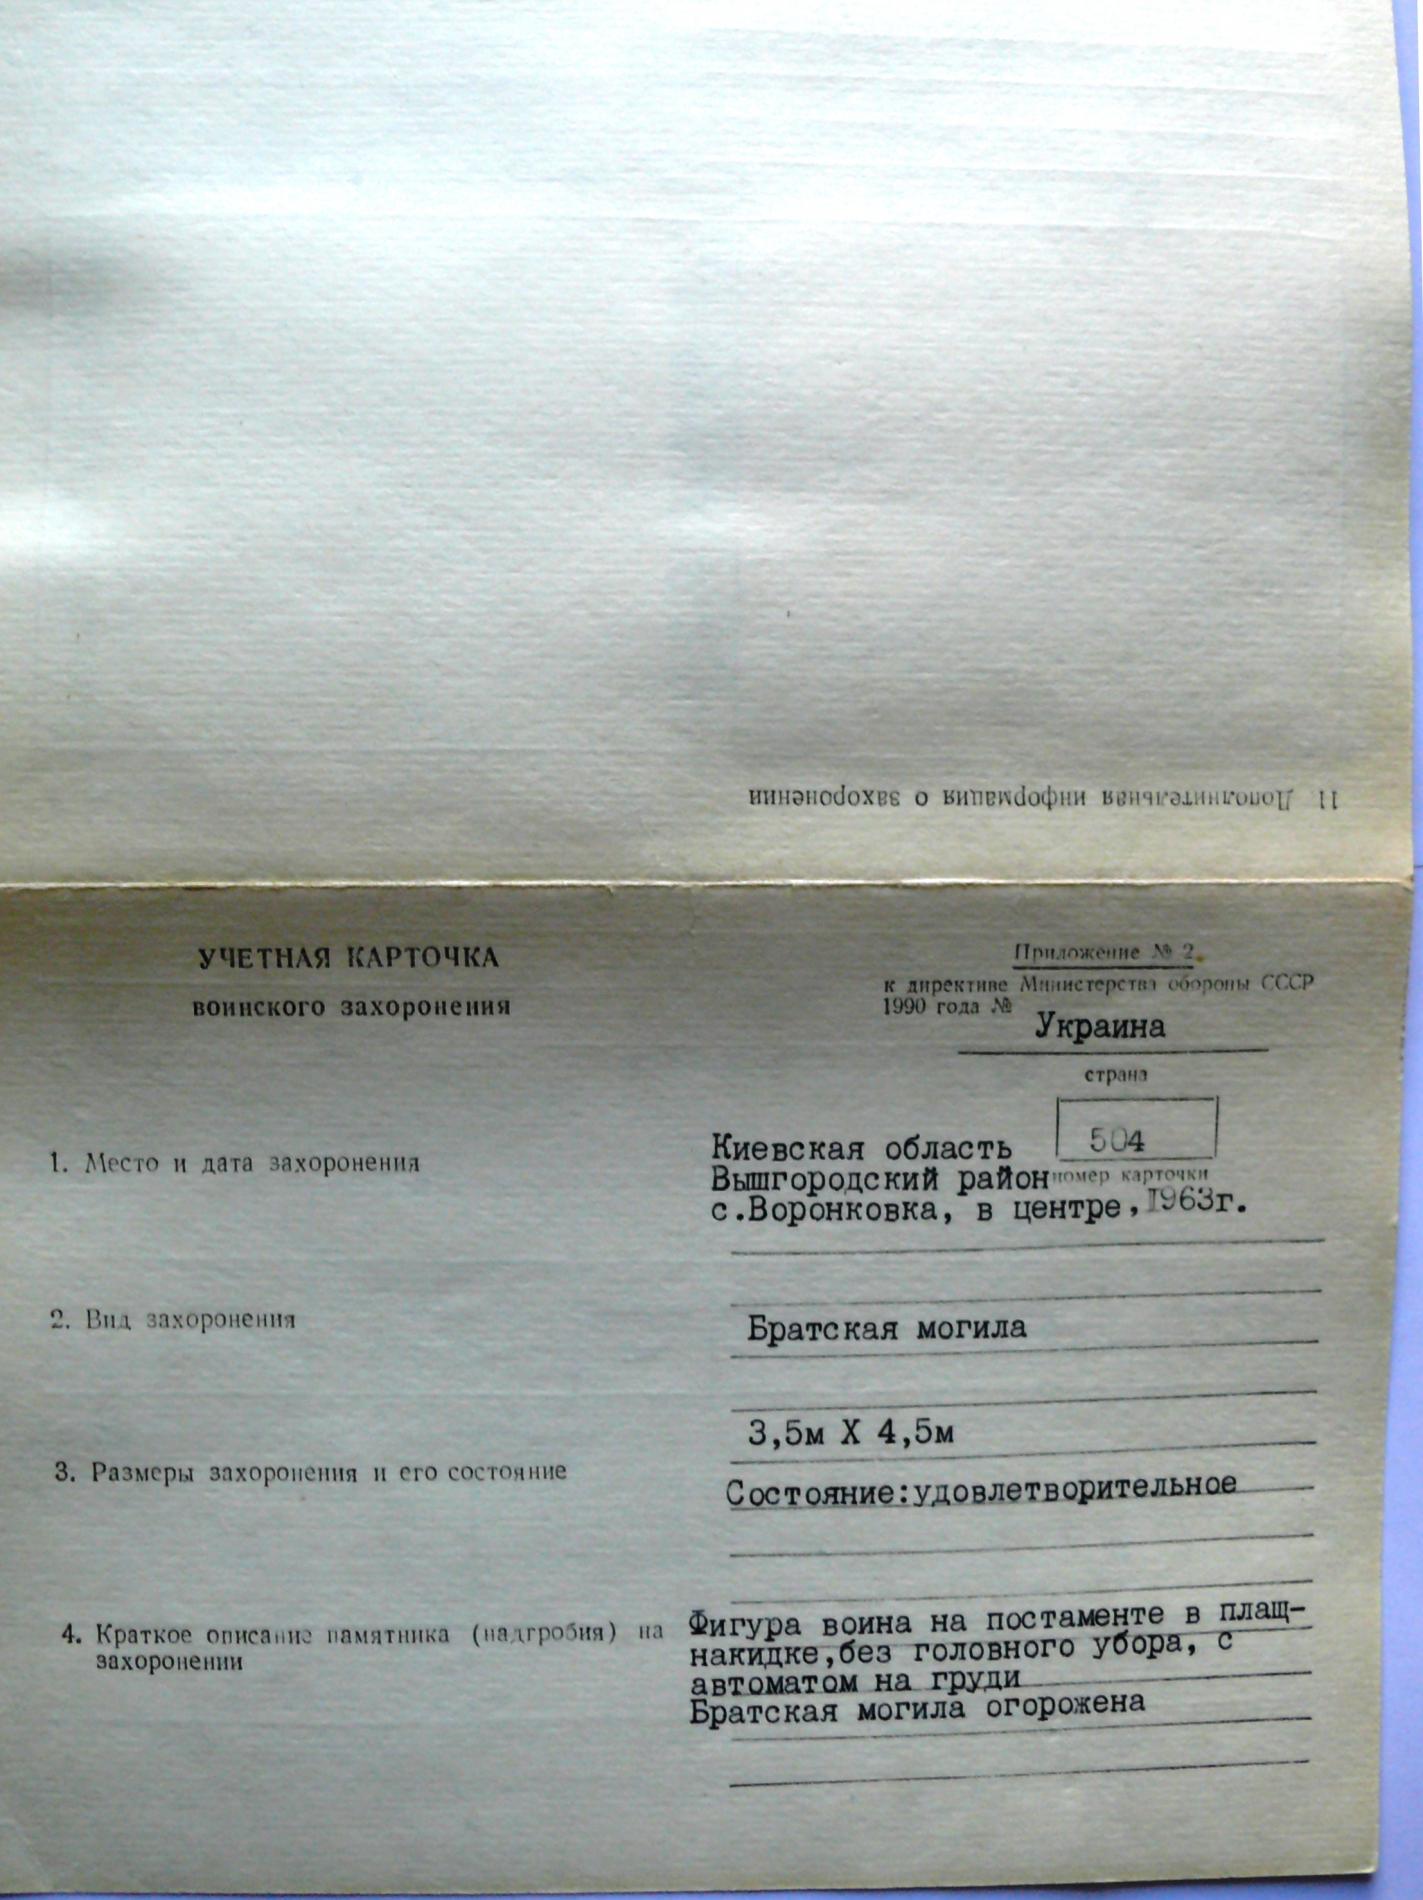 11 Дополнительная информация о захоронении
УЧЕТНАЯ КАРТОЧКА
воинского захоронения
Приложение № 2.
к директиве Министерства обороны СССР
1990 года №
Украина
страна
504
номер карточки
1. Место и дата захоронения
Киевская область
Вышгородский район
с.Воронковка, в центре, 1963г.
2. Вид захоронения
Братская могила
3. Размеры захоронения и его состояние
3,5м X 4,5м
Состояние:удовлетворительное
4. Краткое описание памятника (надгробия) на
захоронении
Фигура воина на постаменте в плащ-
накидке,без головного убора, с
автоматом на груди
Братская могила огорожена